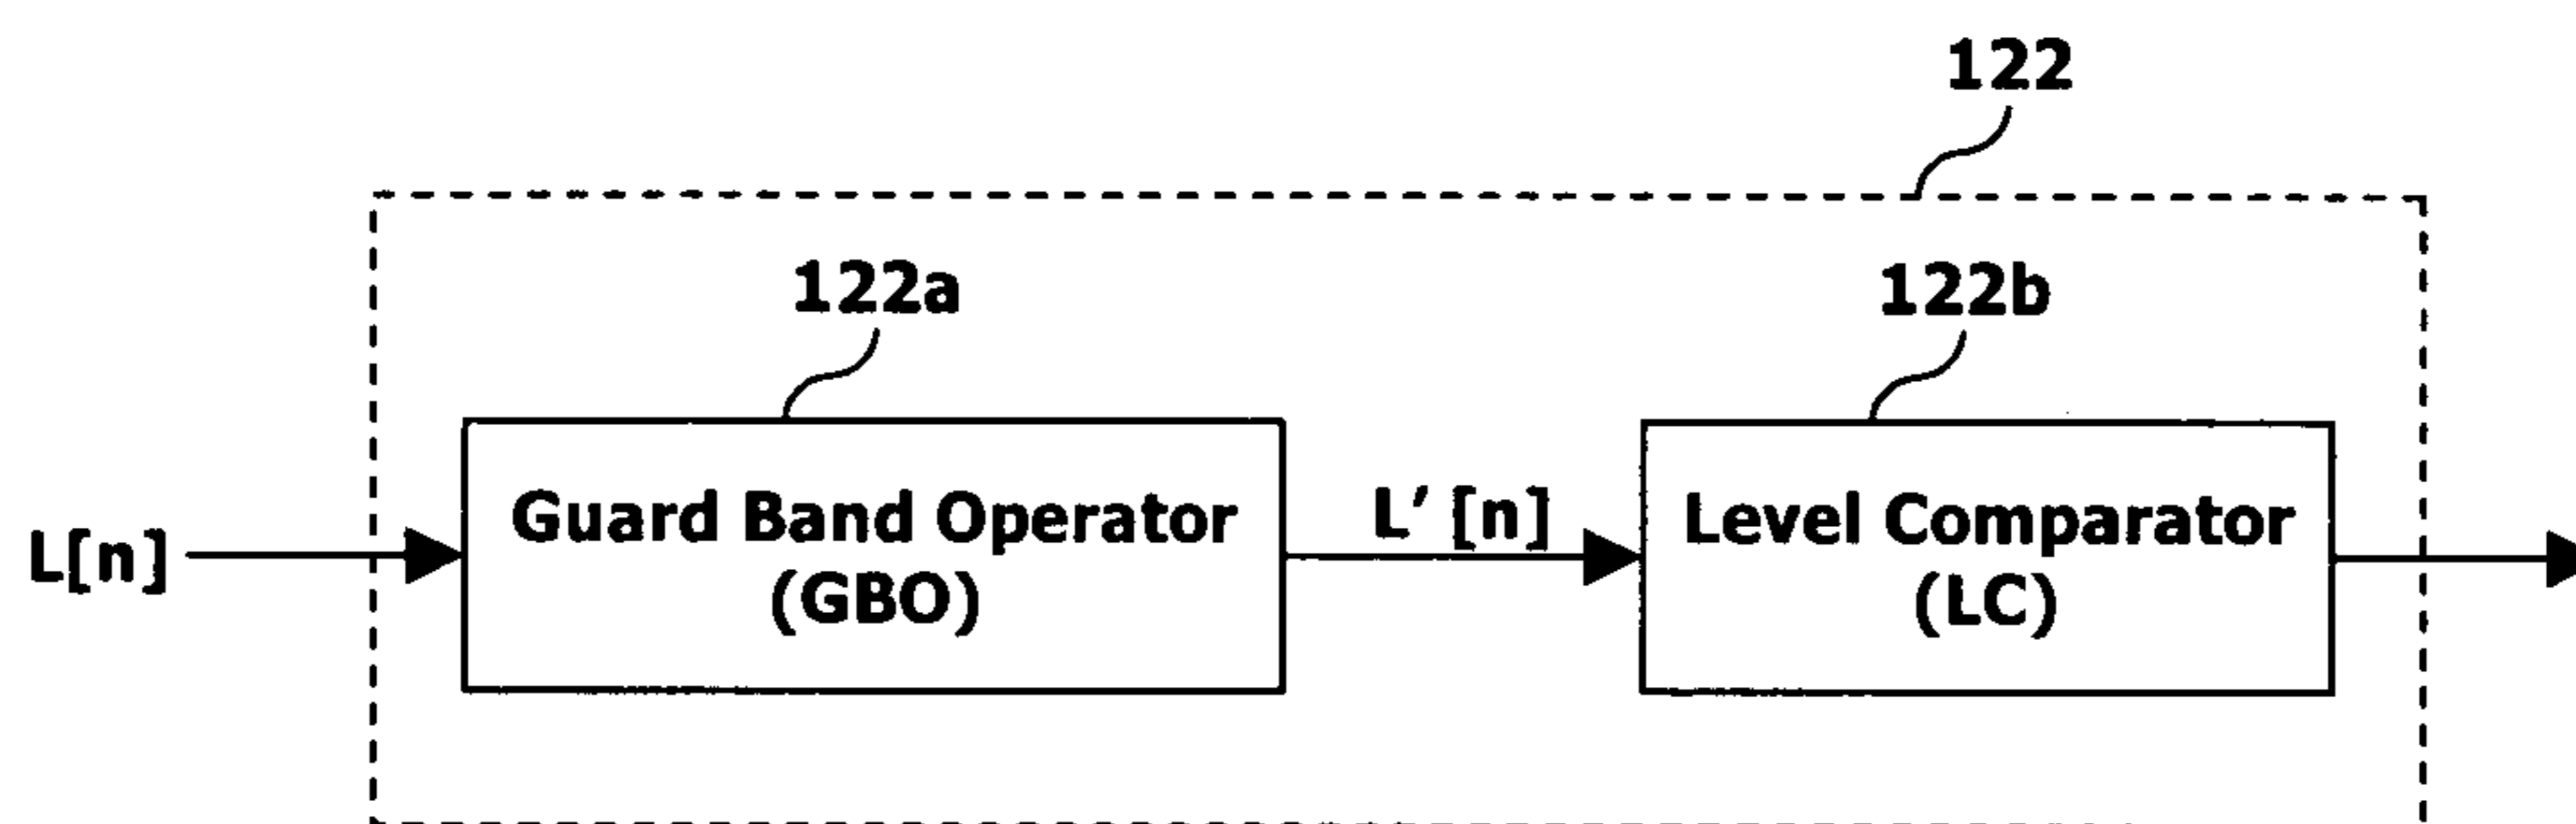 122
122a
122b
L[n]
Guard Band Operator
(GBO)
L' [n]
Level Comparator
(LC)